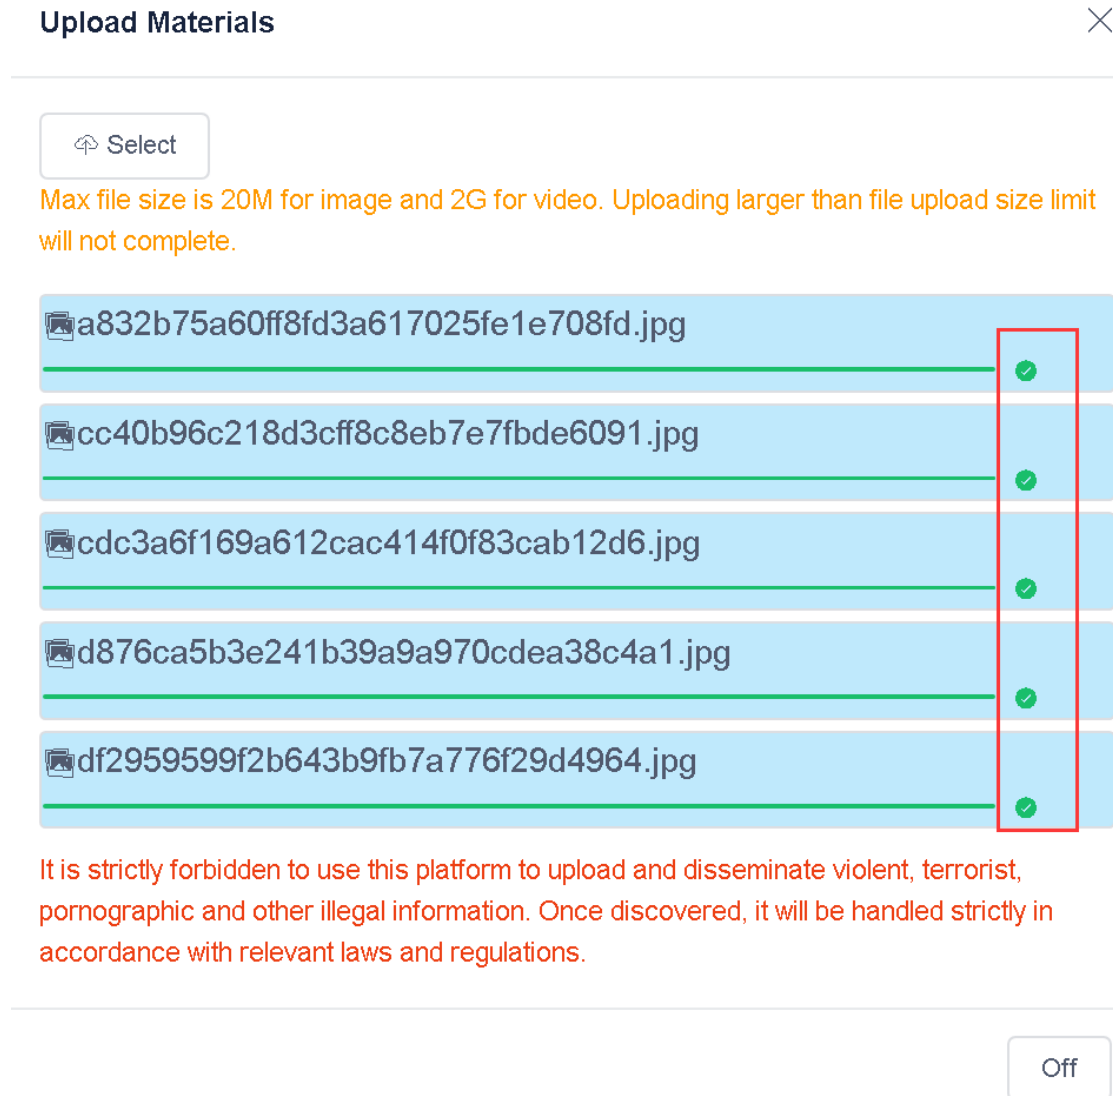 Upload Materials
Select
Max file size is 20M for image and 2G for video. Uploading larger than file upload size limit
will not complete.
a832b75a60ff8fd3a617025fe1e708fd.jpg
cc40b96c218d3cff8c8eb7e7fbde6091.jpg
cdc3a6f169a612cac414f0f83cab12d6.jpg
d876ca5b3e241b39a9a970cdea38c4a1.jpg
df2959599f2b643b9fb7a776f29d4964.jpg
It is strictly forbidden to use this platform to upload and disseminate violent, terrorist,
pornographic and other illegal information. Once discovered, it will be handled strictly in
accordance with relevant laws and regulations.
Off